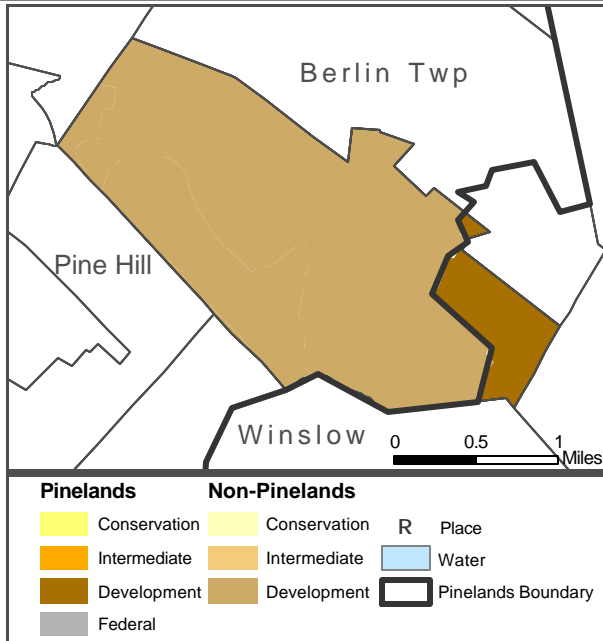 Berlin Twp
Pine Hill
Winslow
0 0.5 1
Miles
Pinelands Non-Pinelands
Conservation Conservation R Place
Intermediate Intermediate Water
Development Development Pinelands Boundary
Federal